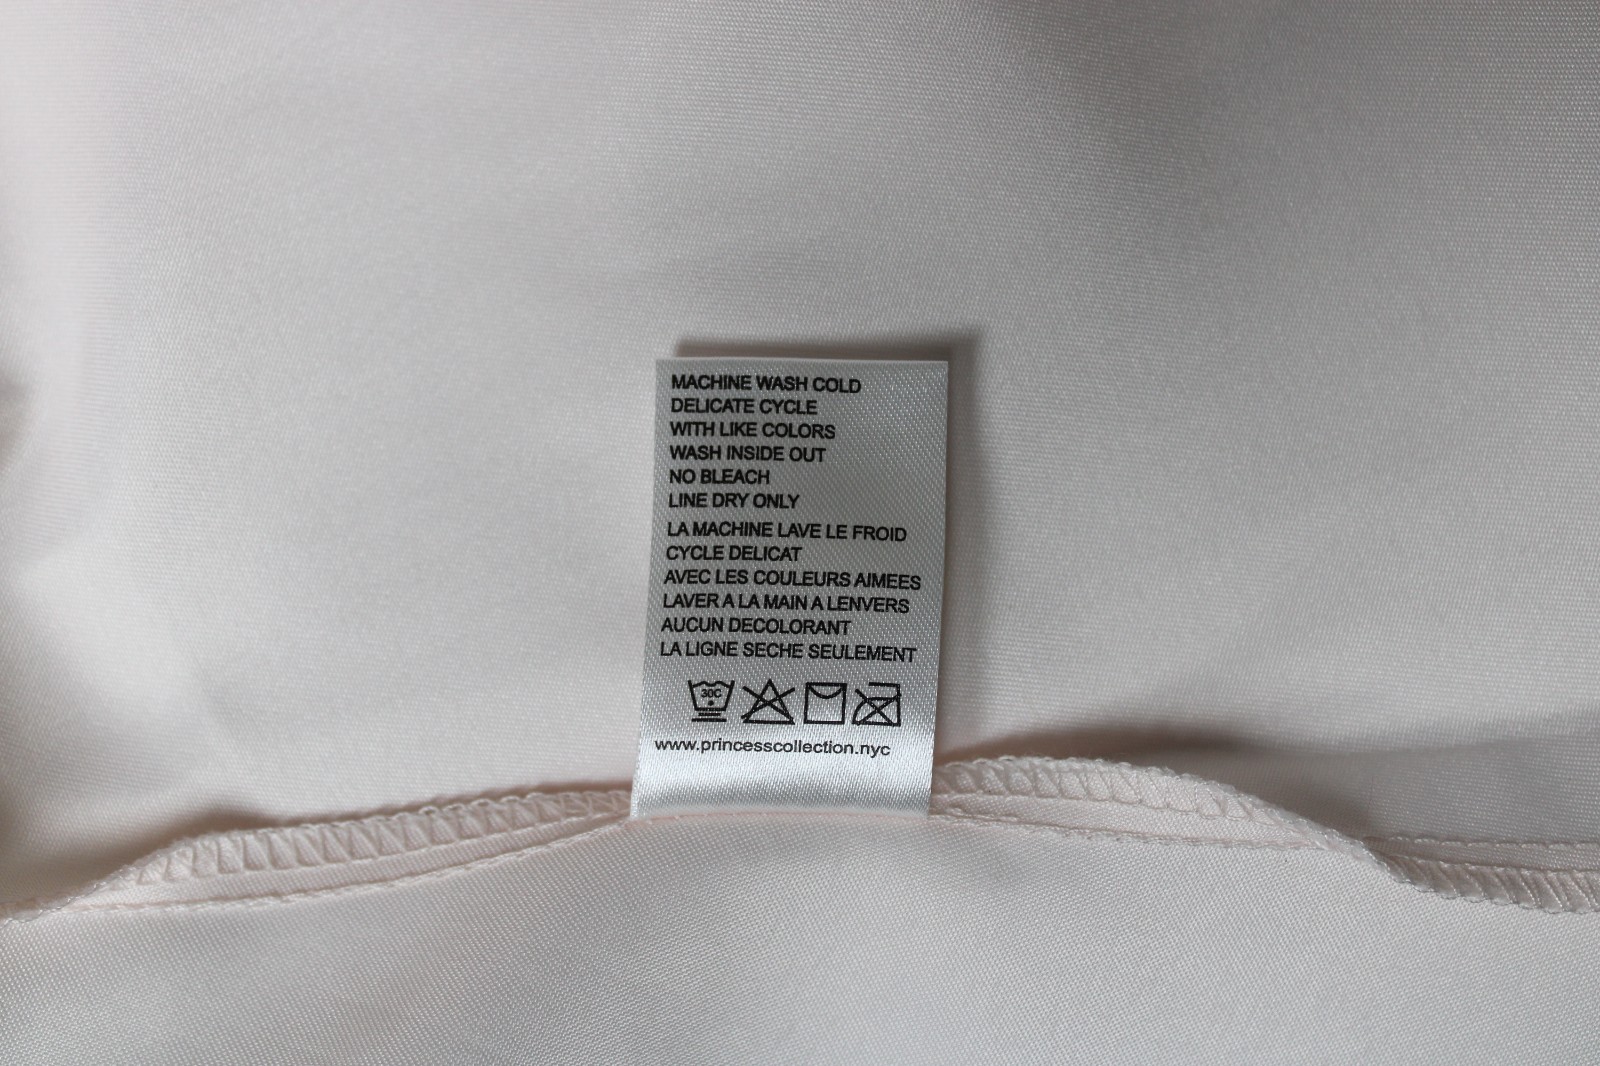 MACHINE WASH COLD
DELICATE CYCLE
WITH LIKE COLORS
WASH INSIDE OUT
NO BLEACH
LINE DRY ONLY
LA MACHINE LAVE LE FROID
CYCLE DELICAT
AVEC LES COULEURS AIMEES
LAVER A LA MAIN A LENVERS
AUCUN DECOLORANT
LA LIGNE SECHE SEULEMENT
30C
www.princesscollection.nyc